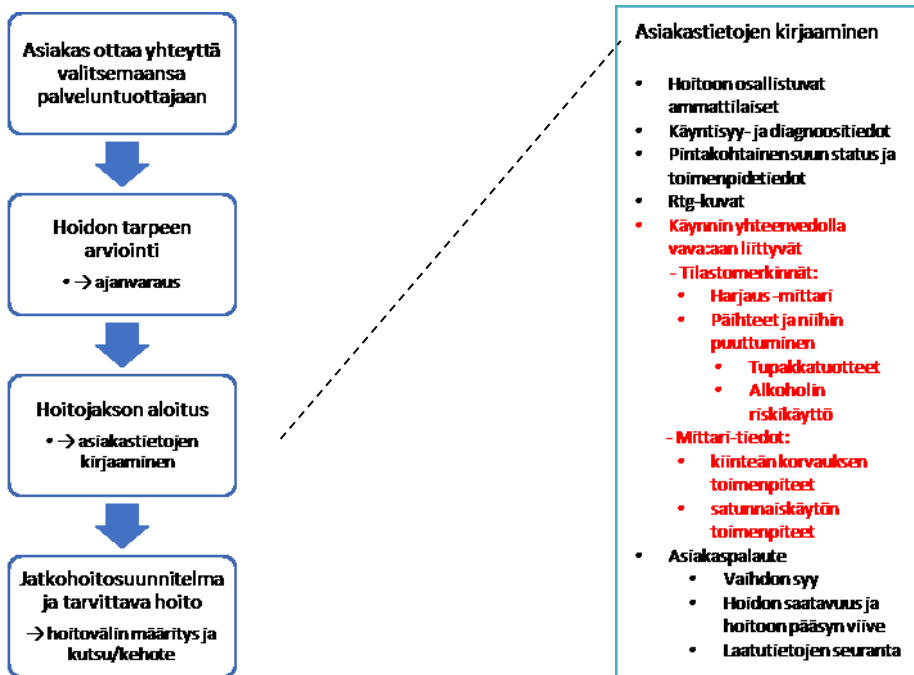 Asiakas ottaa yhteyttä
valitsemaansa
palveluntuottajaan
Hoidon tarpeen
arviointi
• → ajanvaraus
Hoitojakson aloitus
• → asiakastietojen
kirjaaminen
Jatkohoitosuunnitelma
ja tarvittava hoito
→ hoitovälin määritys ja
kutsu/kehote
Asiakastietojen kirjaaminen
• Hoitoon osallistuvat
ammattilaiset
• Käyntisyy- ja diagnoositiedot
• Pintakohtainen suun status ja
toimenpidetiedot
• Rtg-kuvat
• Käynnin yhteenvedolla
vava:aan liittyvät
- Tilastomerkinnät:
• Harjaus -mittari
• Päihteet ja niihin
puuttuminen
• Tupakkatuotteet
• Alkoholin
riskikäyttö
- Mittari-tiedot:
• kiinteän korvauksen
toimenpiteet
• satunnaiskäytön
toimenpiteet
• Asiakaspalaute
• Vaihdon syy
• Hoidon saatavuus ja
hoitoon pääsyn viive
• Laatutietojen seuranta